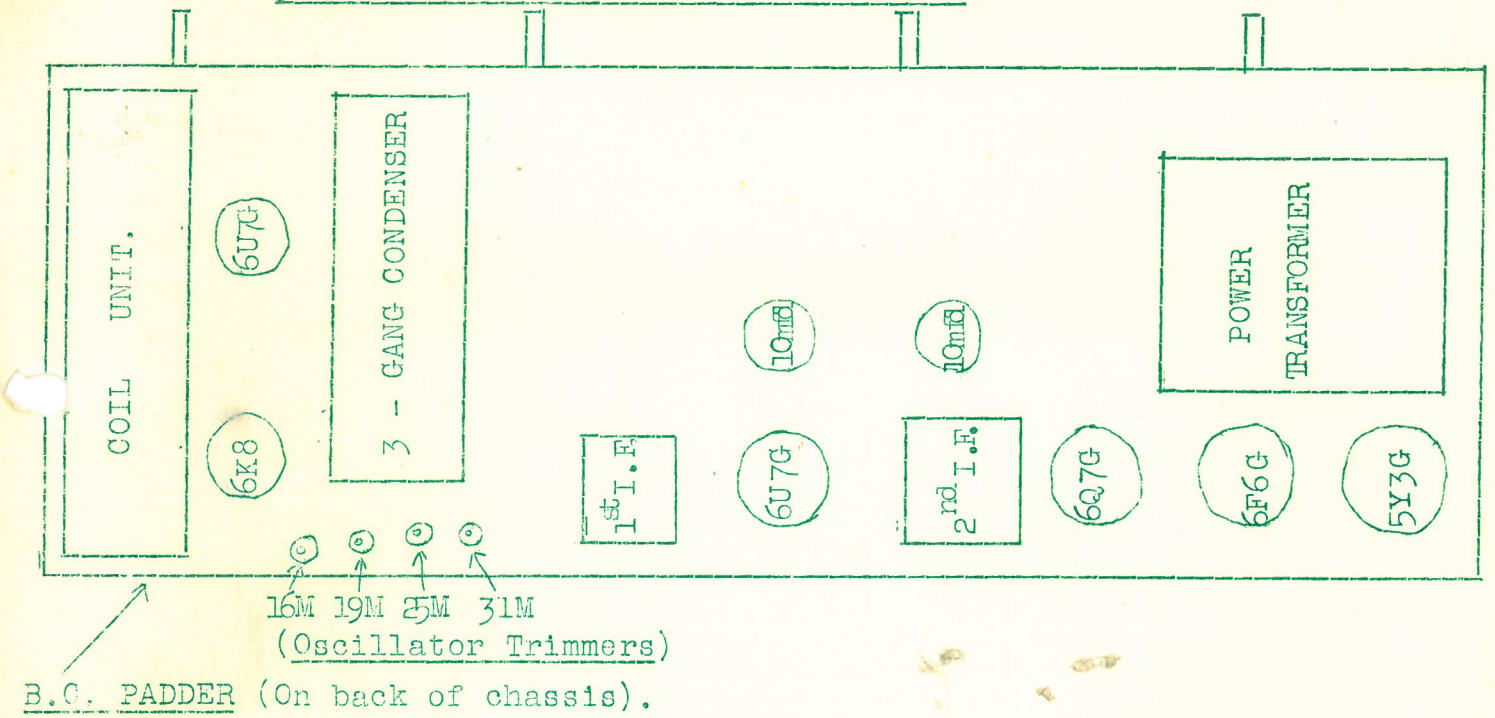 COIL UNIT.
6U7G
6K8
3 - GANG CONDENSER
10mfd
10mfd
POWER
TRANSFORMER
1st I.F.
6U7G
2nd I.F.
6Q7G
6F6G
5Y3G
16M 19M 25M 31M
(Oscillator Trimmers)
B.C. PADDER (On back of chassis).